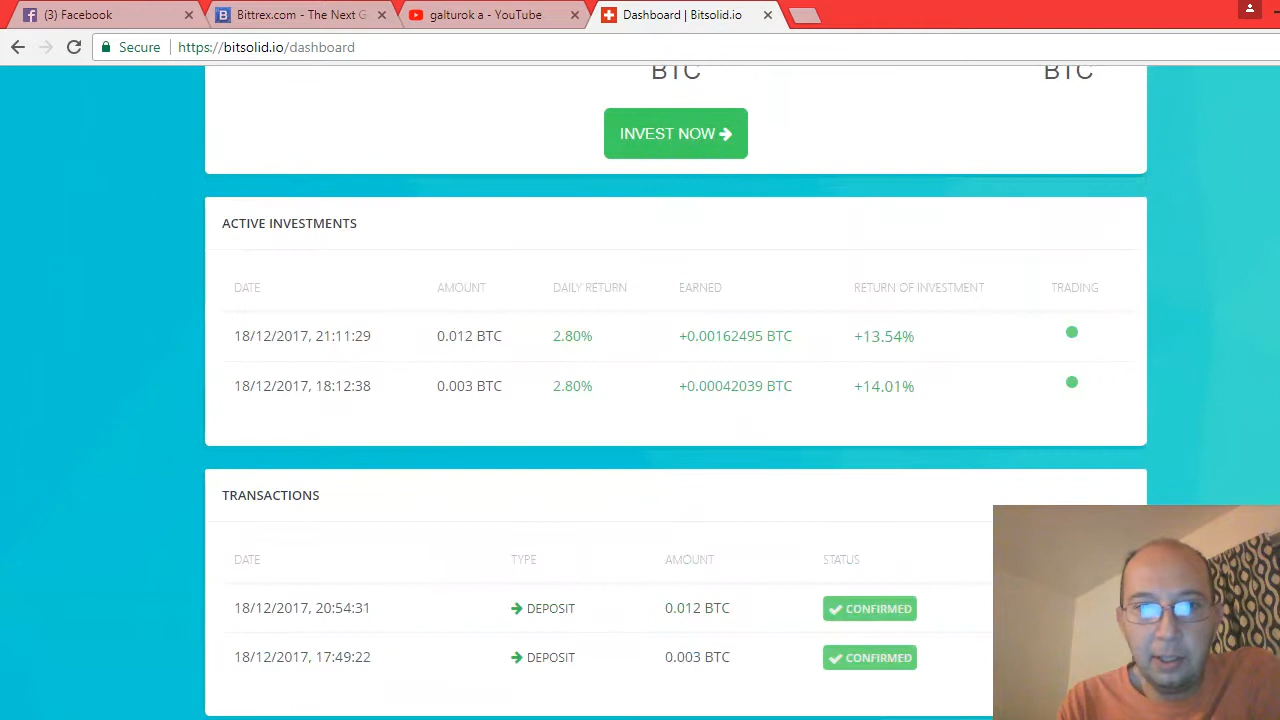 (3) Facebook
Bittrex.com - The Next G
galturok a - YouTube
Dashboard | Bitsolid.io
Secure
https://bitsolid.io/dashboard
BTC BTC
INVEST NOW
ACTIVE INVESTMENTS
DATE AMOUNT DAILY RETURN EARNED RETURN OF INVESTMENT TRADING
18/12/2017, 21:11:29 0.012 BTC 2.80% +0.00162495 BTC +13.54%
18/12/2017, 18:12:38 0.003 BTC 2.80% +0.00042039 BTC +14.01%
TRANSACTIONS
DATE TYPE AMOUNT STATUS
18/12/2017, 20:54:31 DEPOSIT 0.012 BTC CONFIRMED
18/12/2017, 17:49:22 DEPOSIT 0.003 BTC CONFIRMED